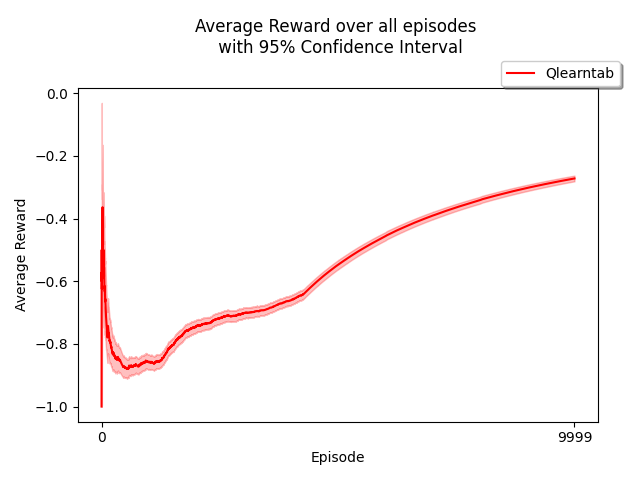 Average Reward over all episodes
with 95% Confidence Interval
Qlearntab
0.0
−0.2
−0.4
−0.6
−0.8
−1.0
Average Reward
0
9999
Episode